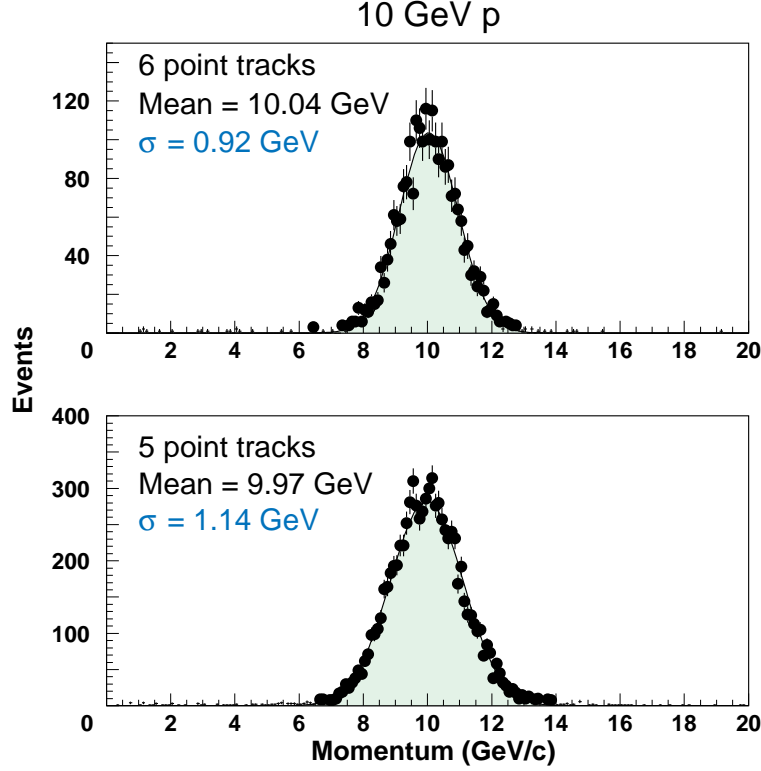 10 GeV p
6 point tracks
Mean = 10.04 GeV
σ = 0.92 GeV
120
80
40
0 2 4 6 8 10 12 14 16 18 20
Events
5 point tracks
Mean = 9.97 GeV
σ = 1.14 GeV
400
300
200
100
0 2 4 6 8 10 12 14 16 18 20
Momentum (GeV/c)